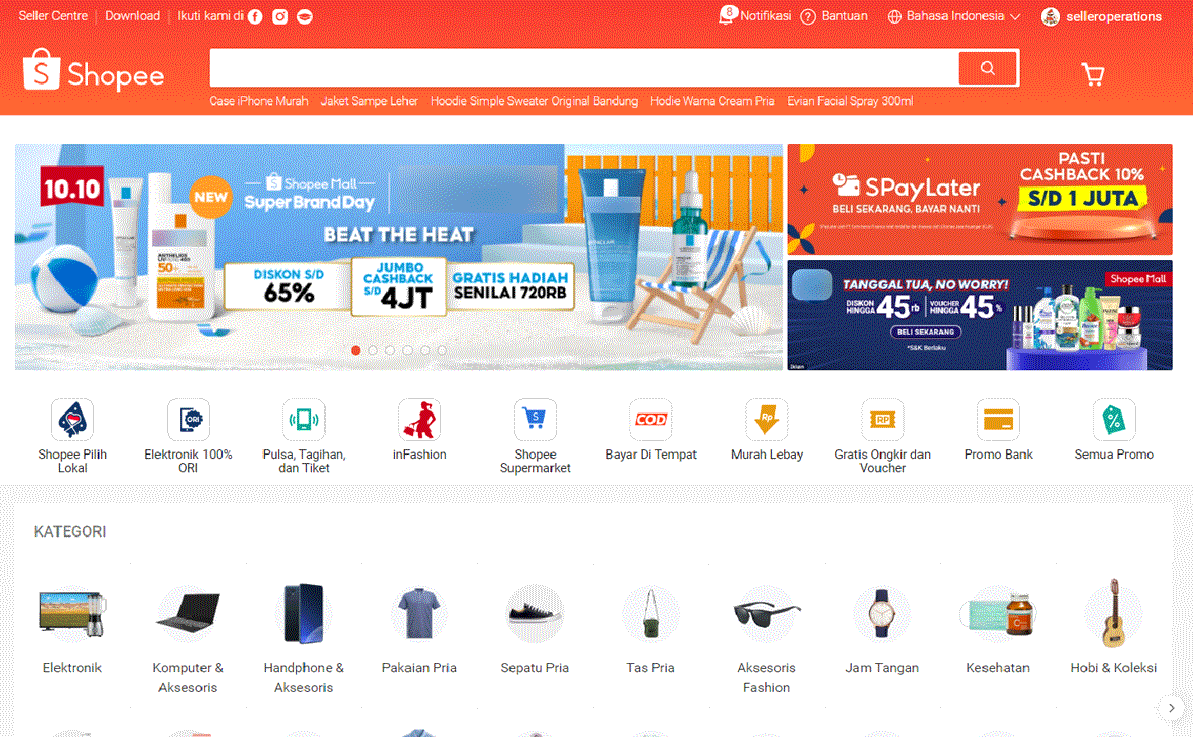 Seller Centre
Download
Ikuti kami di
8
Notifikasi
Bantuan
Bahasa Indonesia
selleroperations
S Shopee
Case iPhone Murah
Jaket Sampe Leher
Hoodie Simple Sweater Original Bandung
Hodie Warna Cream Pria
Evian Facial Spray 300ml
10.10
NEW
Shopee Mall
Super Brand Day
BEAT THE HEAT
ANTHELIOS
50+
DISKON S/D
65%
JUMBO
CASHBACK
S/D 4JT
GRATIS HADIAH
SENILAI 720RB
SPayLater
BELI SEKARANG, BAYAR NANTI
PASTI
CASHBACK 10%
S/D 1 JUTA
TANGGAL TUA, NO WORRY!
Shopee Mall
DISKON
HINGGA 45rb
VOUCHER
HINGGA 45%
BELI SEKARANG
*S&K Berlaku
Shopee Pilih
Lokal
ORI
Elektronik 100%
ORI
Pulsa, Tagihan,
dan Tiket
inFashion
S
Shopee
Supermarket
COD
Bayar Di Tempat
Rp
Murah Lebay
RP
Gratis Ongkir dan
Voucher
Promo Bank
%
Semua Promo
KATEGORI
Elektronik
Komputer &
Aksesoris
Handphone &
Aksesoris
Pakaian Pria
Sepatu Pria
Tas Pria
Aksesoris
Fashion
Jam Tangan
Kesehatan
Hobi & Koleksi